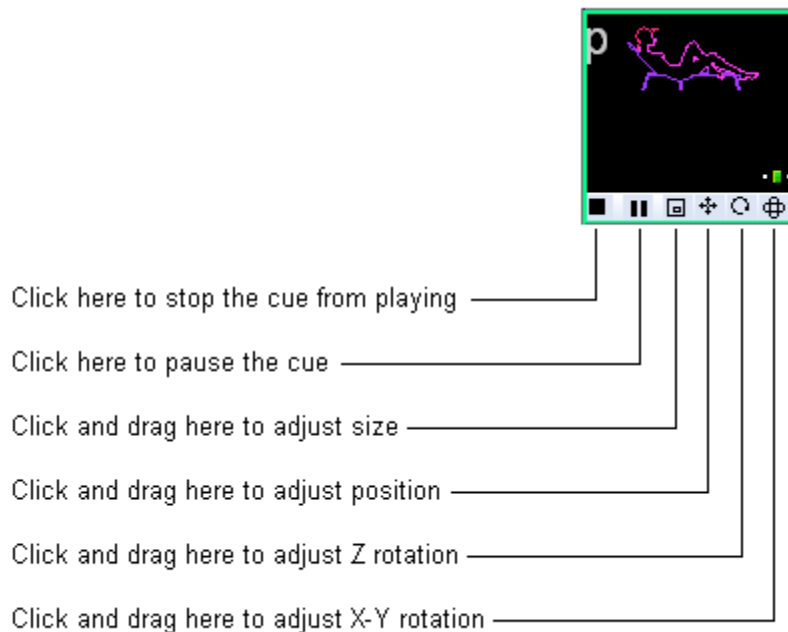 p
Click here to stop the cue from playing
Click here to pause the cue
Click and drag here to adjust size
Click and drag here to adjust position
Click and drag here to adjust Z rotation
Click and drag here to adjust X-Y rotation